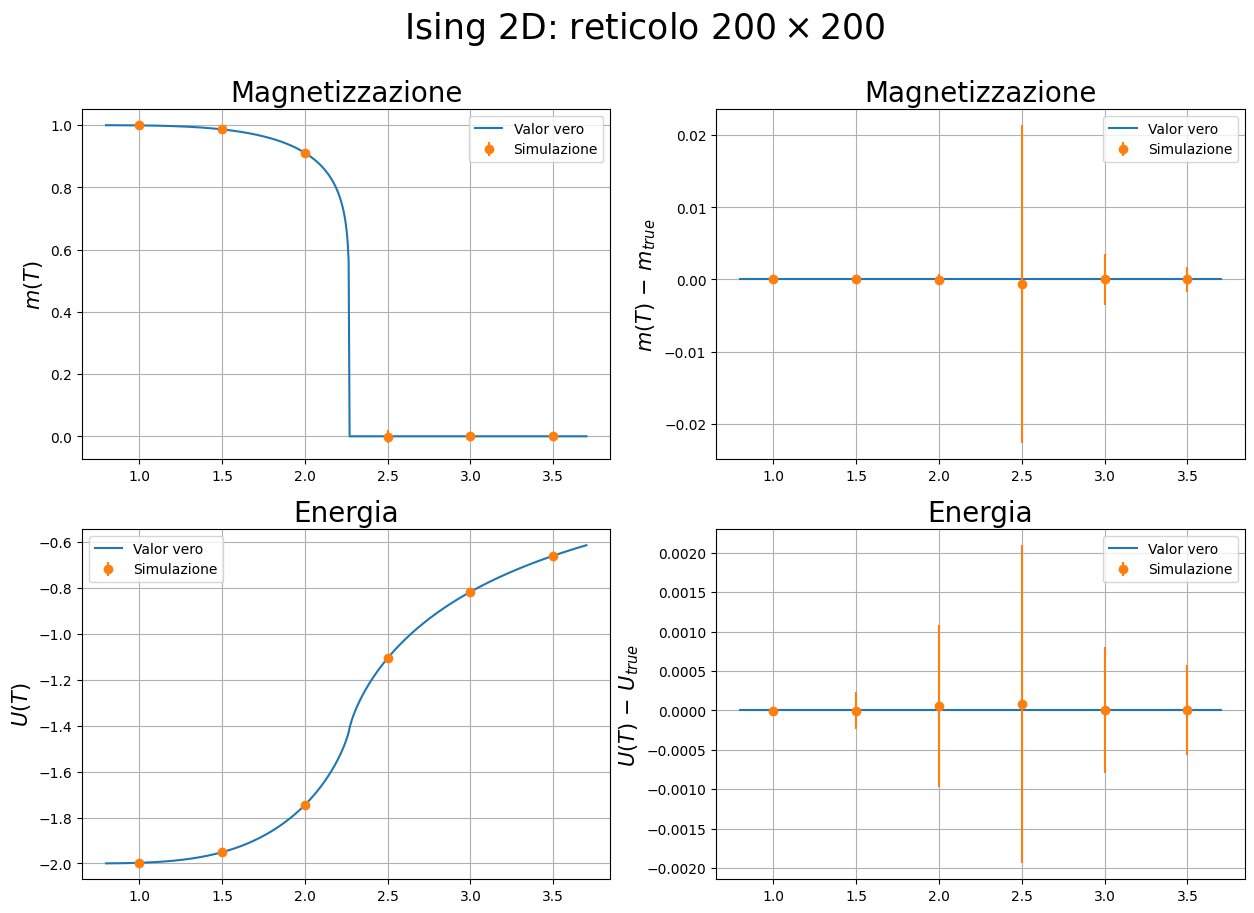 Ising 2D: reticolo 200 × 200
Magnetizzazione
m(T)
1.0
0.8
0.6
0.4
0.2
0.0
Valor vero
Simulazione
1.0 1.5 2.0 2.5 3.0 3.5
Magnetizzazione
m(T) − m_true
0.02
0.01
0.00
−0.01
−0.02
Valor vero
Simulazione
1.0 1.5 2.0 2.5 3.0 3.5
Energia
U(T)
−0.6
−0.8
−1.0
−1.2
−1.4
−1.6
−1.8
−2.0
Valor vero
Simulazione
1.0 1.5 2.0 2.5 3.0 3.5
Energia
U(T) − U_true
0.0020
0.0015
0.0010
0.0005
0.0000
−0.0005
−0.0010
−0.0015
−0.0020
Valor vero
Simulazione
1.0 1.5 2.0 2.5 3.0 3.5